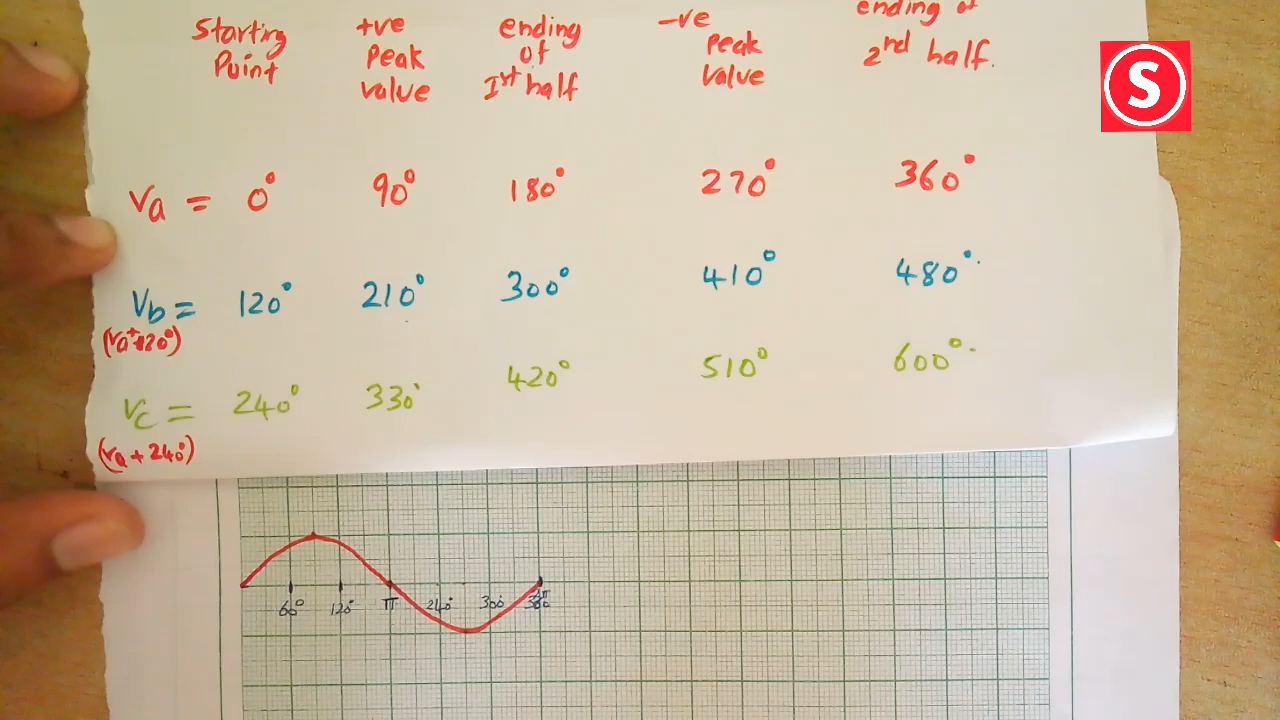 Starting Point
+ve Peak value
ending of Ist half
-ve Peak Value
ending of 2nd half.
Va = 0° 90° 180° 270° 360°
Vb = 120° 210° 300° 410° 480°
(Va+120°)
Vc = 240° 330° 420° 510° 600°
(Va + 240°)
60° 120° π 240° 300°
S